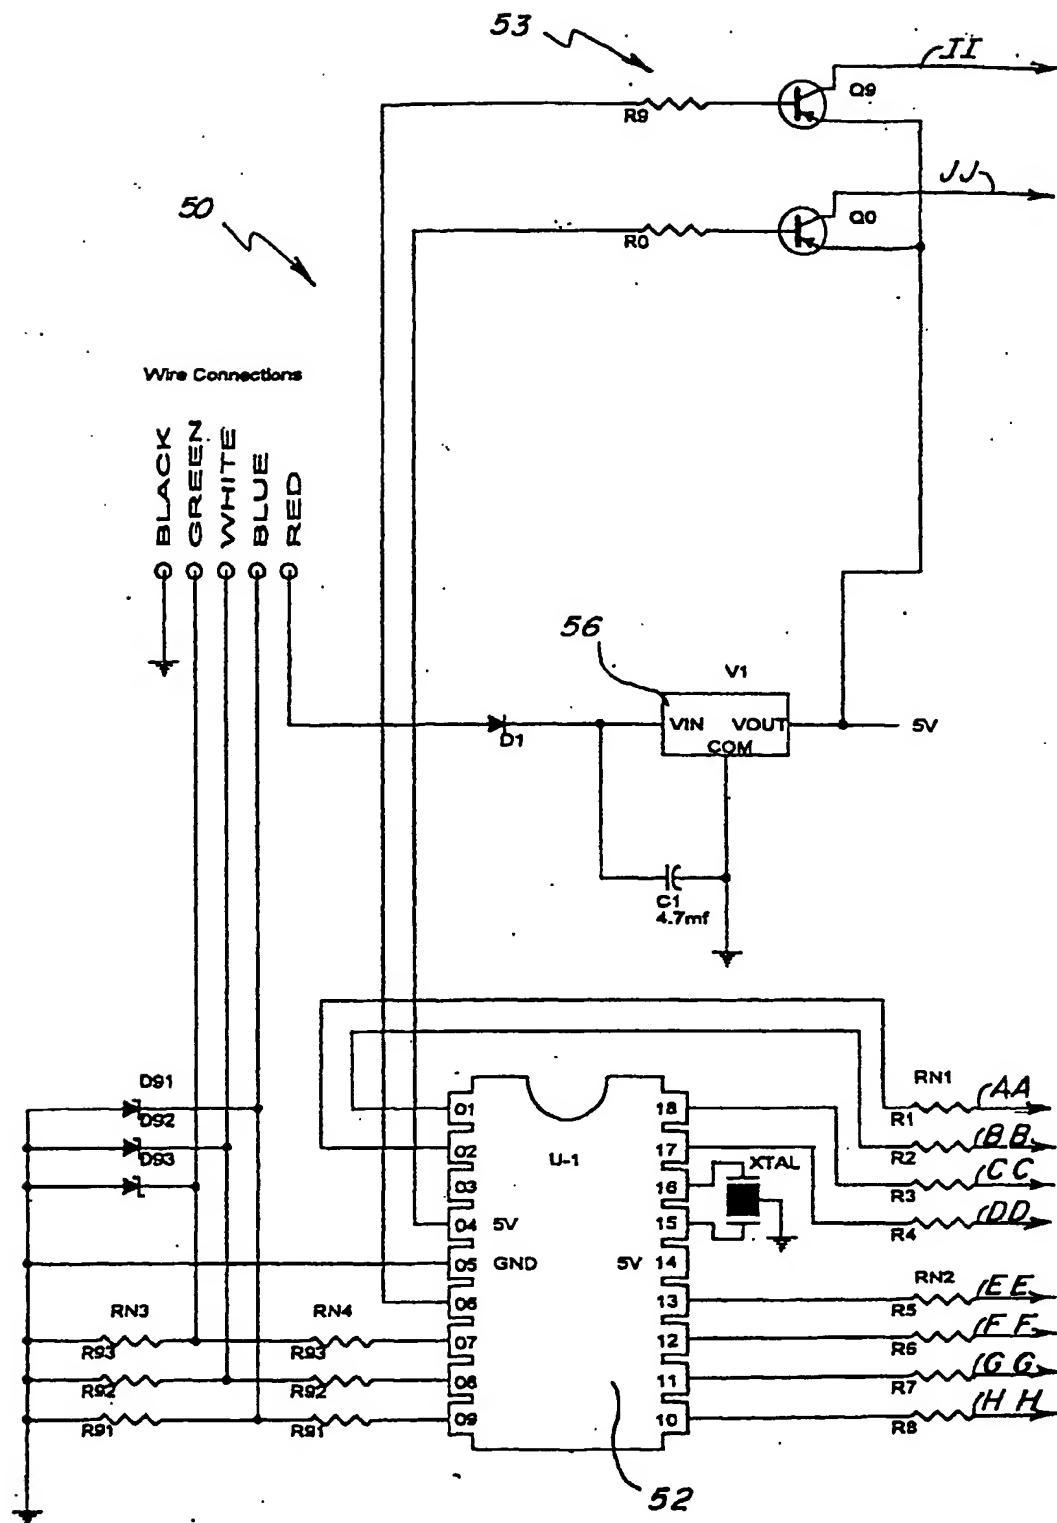 53
II
Q9
R9
JJ
50
Q0
R0
Wire Connections
BLACK
GREEN
WHITE
BLUE
RED
56
V1
VIN
VOUT
5V
D1
COM
C1
4.7mf
D91
RN1
AA
01
18
R1
D92
BB
02
U-1
17
XTAL
R2
D93
CC
03
16
R3
DD
04
5V
15
R4
05
GND
5V
14
RN2
EE
06
13
R5
RN3
RN4
FF
07
12
R93
R93
R6
GG
08
11
R92
R92
R7
HH
09
10
R91
R91
R8
52